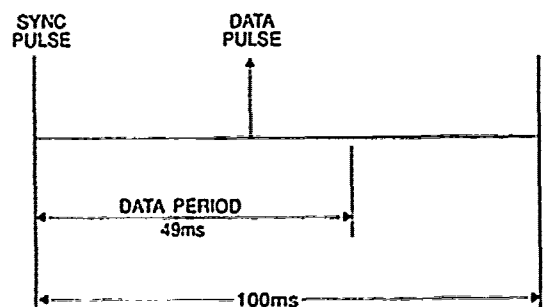 SYNC
PULSE
DATA
PULSE
DATA PERIOD
49ms
100ms